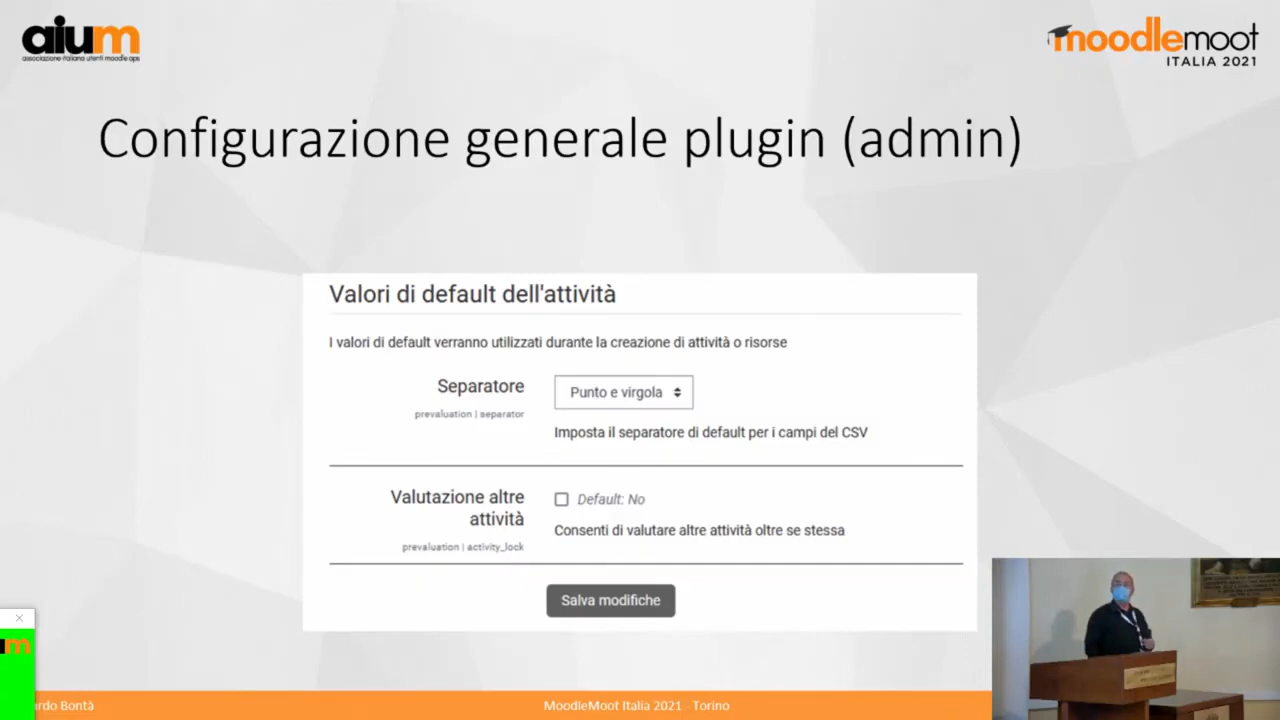 aium
associazione italiana utenti moodle aps
moodlemoot
ITALIA 2021
Configurazione generale plugin (admin)
Valori di default dell'attività
I valori di default verranno utilizzati durante la creazione di attività o risorse
Separatore
Punto e virgola
prevaluation | separator
Imposta il separatore di default per i campi del CSV
Valutazione altre
attività
Default: No
Consenti di valutare altre attività oltre se stessa
prevaluation | activity_lock
Salva modifiche
um
rdo Bontà
MoodleMoot Italia 2021 - Torino